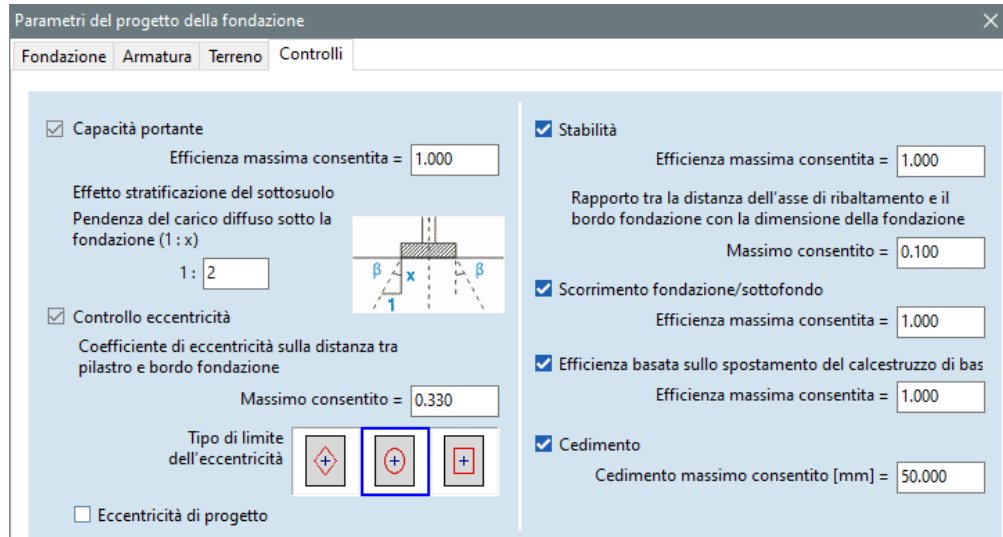 Parametri del progetto della fondazione
Fondazione Armatura Terreno Controlli
Capacità portante
Efficienza massima consentita = 1.000
Effetto stratificazione del sottosuolo
Pendenza del carico diffuso sotto la
fondazione (1 : x)
1 : 2
β x β
1
Controllo eccentricità
Coefficiente di eccentricità sulla distanza tra
pilastro e bordo fondazione
Massimo consentito = 0.330
Tipo di limite
dell'eccentricità
Eccentricità di progetto
Stabilità
Efficienza massima consentita = 1.000
Rapporto tra la distanza dell'asse di ribaltamento e il
bordo fondazione con la dimensione della fondazione
Massimo consentito = 0.100
Scorrimento fondazione/sottofondo
Efficienza massima consentita = 1.000
Efficienza basata sullo spostamento del calcestruzzo di bas
Efficienza massima consentita = 1.000
Cedimento
Cedimento massimo consentito [mm] = 50.000